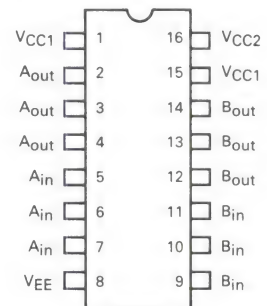 VCC1 1 16 VCC2
Aout 2 15 VCC1
Aout 3 14 Bout
Aout 4 13 Bout
Ain 5 12 Bout
Ain 6 11 Bin
Ain 7 10 Bin
VEE 8 9 Bin